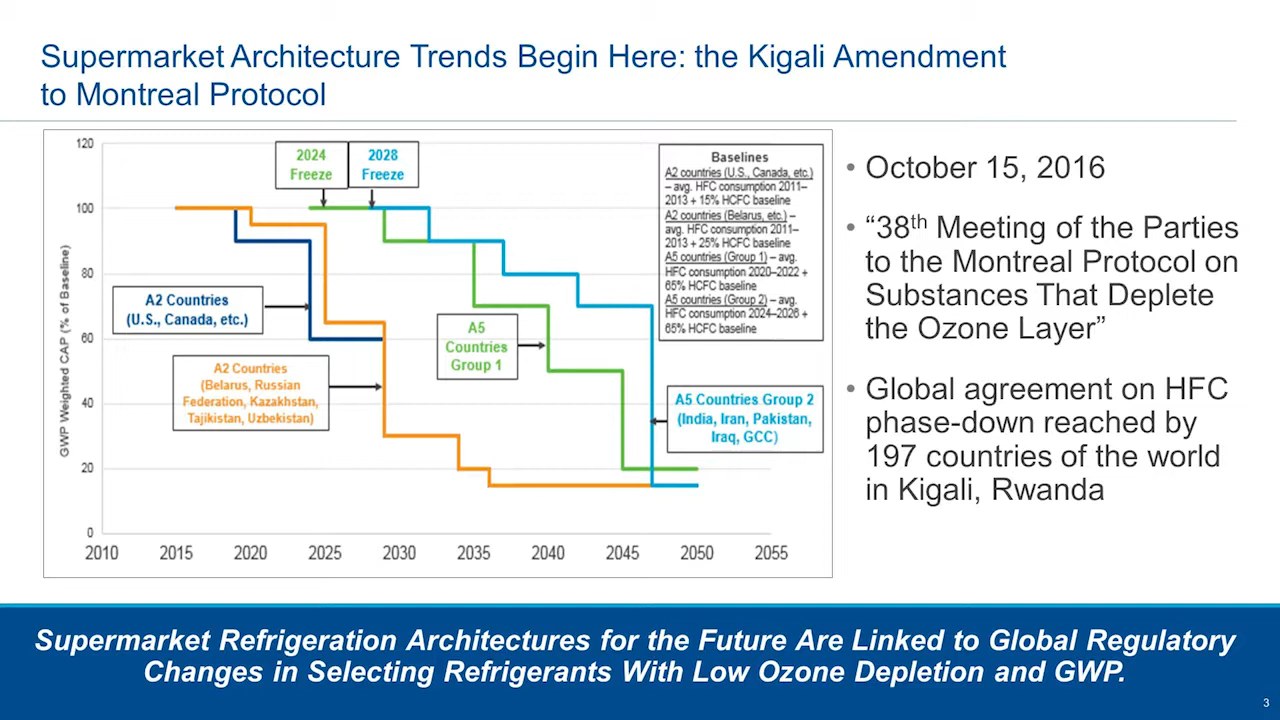 Supermarket Architecture Trends Begin Here: the Kigali Amendment
to Montreal Protocol
120
100
80
60
40
20
0
GWP Weighted CAP (% of Baseline)
2010
2015
2020
2025
2030
2035
2040
2045
2050
2055
2024
Freeze
2028
Freeze
A2 Countries
(U.S., Canada, etc.)
A2 Countries
(Belarus, Russian
Federation, Kazakhstan,
Tajikistan, Uzbekistan)
A5
Countries
Group 1
A5 Countries Group 2
(India, Iran, Pakistan,
Iraq, GCC)
Baselines
A2 countries (U.S., Canada, etc.)
– avg. HFC consumption 2011–
2013 + 15% HCFC baseline
A2 countries (Belarus, etc.) –
avg. HFC consumption 2011–
2013 + 25% HCFC baseline
A5 countries (Group 1) – avg.
HFC consumption 2020–2022 +
65% HCFC baseline
A5 countries (Group 2) – avg.
HFC consumption 2024–2026 +
65% HCFC baseline
• October 15, 2016
• “38th Meeting of the Parties
to the Montreal Protocol on
Substances That Deplete
the Ozone Layer”
• Global agreement on HFC
phase-down reached by
197 countries of the world
in Kigali, Rwanda
Supermarket Refrigeration Architectures for the Future Are Linked to Global Regulatory
Changes in Selecting Refrigerants With Low Ozone Depletion and GWP.
3